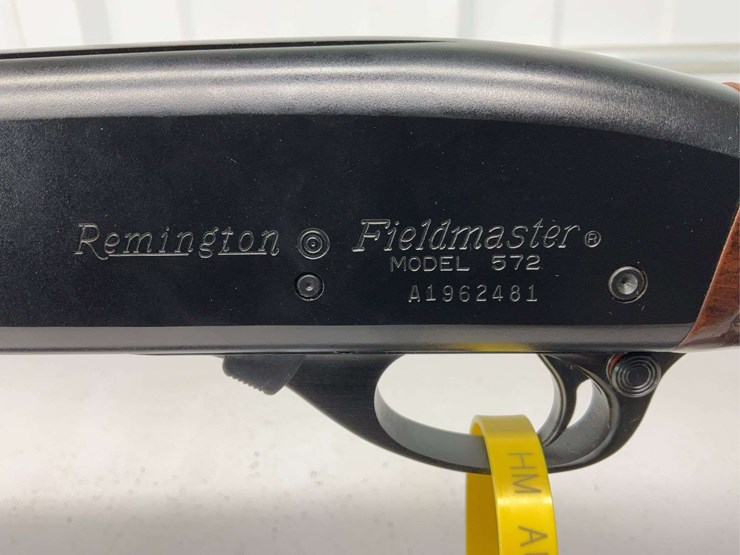 Remington Fieldmaster®
MODEL 572
A1962481
HM A